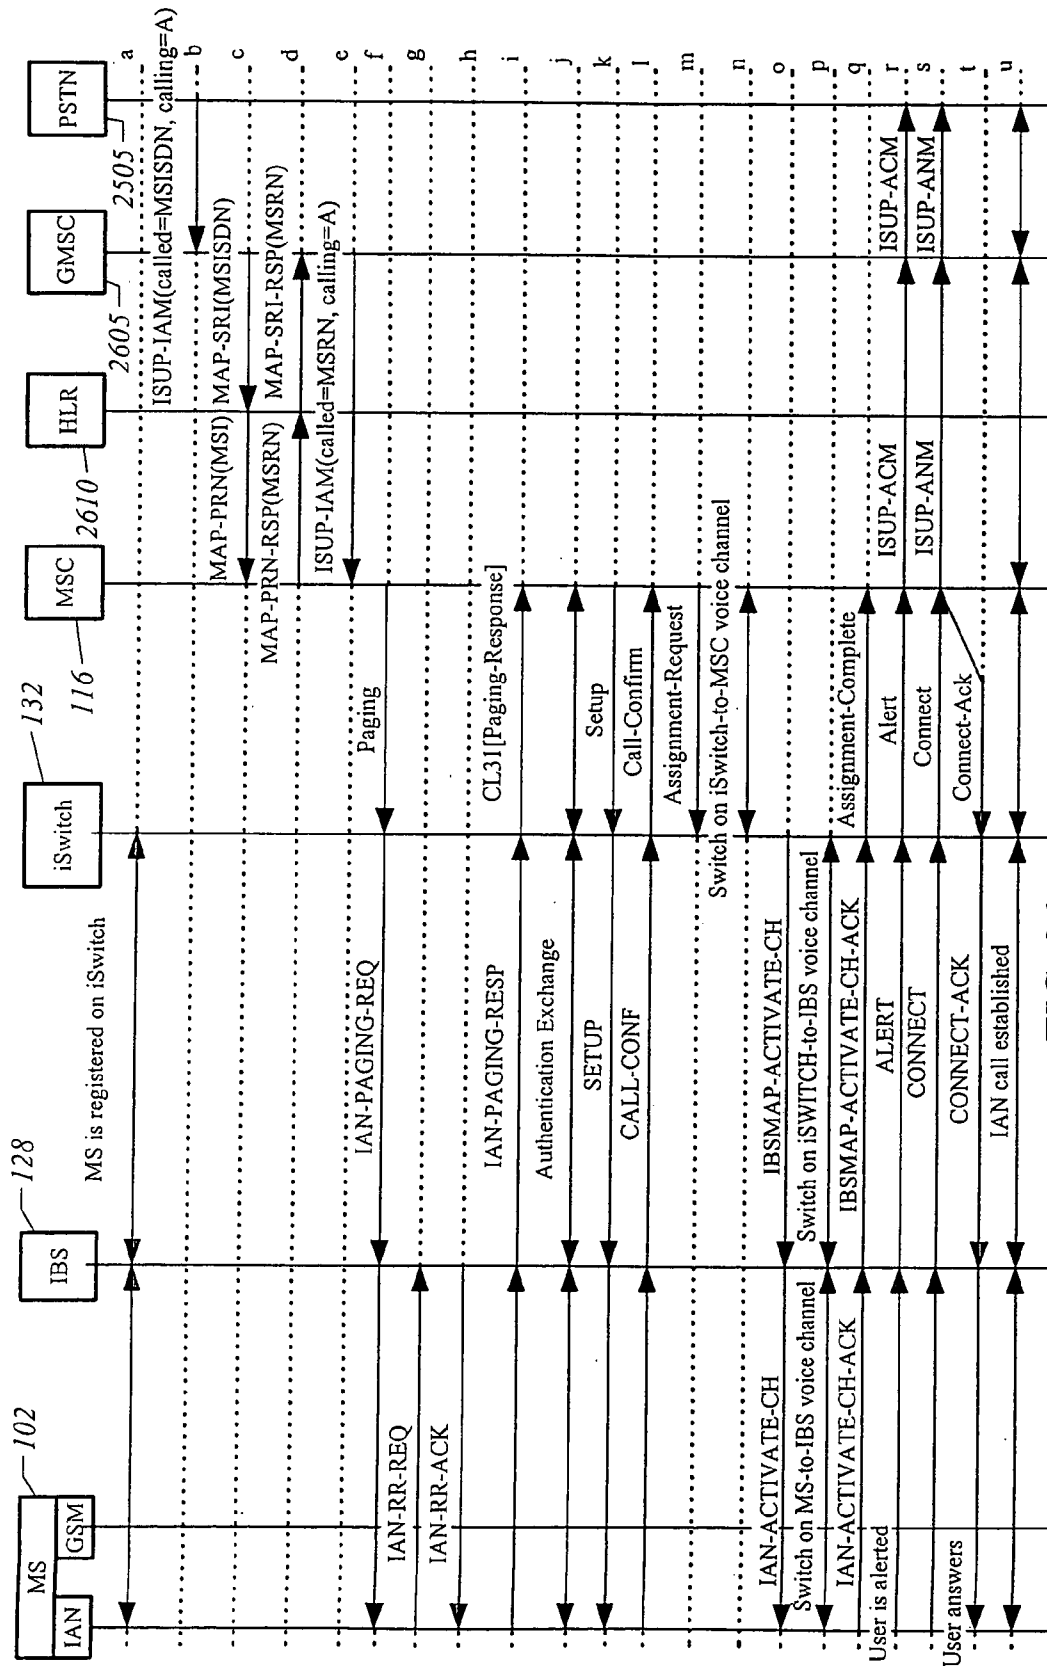 102
128
132
116
2610
2605
2505
MS
IAN
GSM
IBS
iSwitch
MSC
HLR
GMSC
PSTN
MS is registered on iSwitch
a
ISUP-IAM(called=MSISDN, calling=A)
b
MAP-PRN(MSI)
MAP-SRI(MSISDN)
c
MAP-PRN-RSP(MSRN)
MAP-SRI-RSP(MSRN)
d
ISUP-IAM(called=MSRN, calling=A)
e
IAN-PAGING-REQ
Paging
f
IAN-RR-REQ
g
IAN-RR-ACK
h
IAN-PAGING-RESP
CL3I[Paging-Response]
i
Authentication Exchange
j
SETUP
Setup
k
CALL-CONF
Call-Confirm
l
Assignment-Request
m
Switch on iSwitch-to-MSC voice channel
n
IAN-ACTIVATE-CH
IBSMAP-ACTIVATE-CH
o
Switch on MS-to-IBS voice channel
Switch on iSWITCH-to-IBS voice channel
p
IAN-ACTIVATE-CH-ACK
IBSMAP-ACTIVATE-CH-ACK
Assignment-Complete
q
User is alerted
ALERT
Alert
ISUP-ACM
ISUP-ACM
r
CONNECT
Connect
ISUP-ANM
ISUP-ANM
s
User answers
CONNECT-ACK
Connect-Ack
t
IAN call established
u